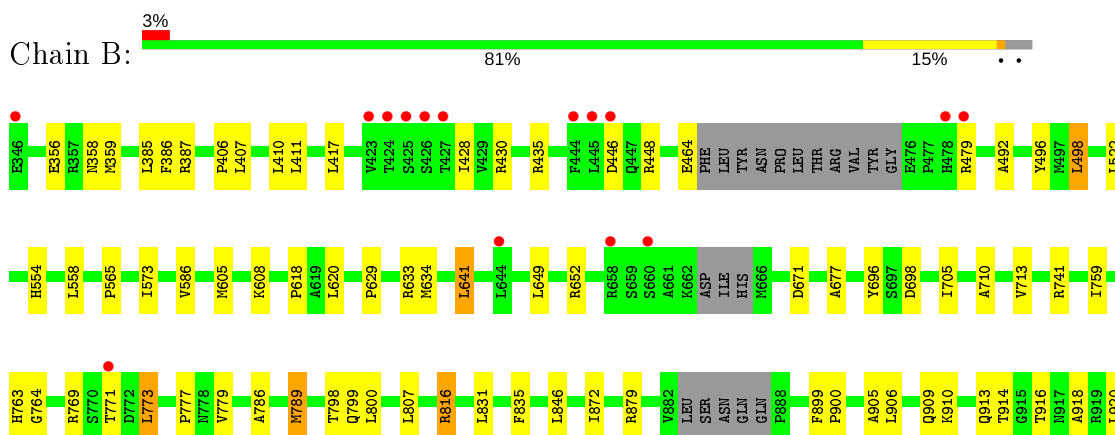 3%
Chain B:
81% 15% • •
E346 E356 R357 N358 M359 L385 F386 R387 P406 L407 L410 L411 L417 V423 T424 S425 S426 T427 I428 V429 R430 R435 F444 L445 D446 Q447 R448 E464 PHE LEU TYR ASN PRO LEU THR ARG VAL TYR GLY E476 P477 H478 R479 A492 Y496 M497 L498
H554 L558 P565 I573 V586 M605 K608 P618 A619 L620 P629 R633 M634 L641 L644 L649 R652 R658 S659 S660 A661 K662 ASP ILE HIS M666 D671 A677 Y696 S697 D698 I705 A710 V713 R741 I759
H763 G764 R769 S770 T771 D772 L773 P777 N778 V779 A786 M789 T798 Q799 L800 L807 R816 L831 F835 L846 I872 R879 V882 LEU SER ASN GLN GLN P888 F899 P900 A905 L906 Q909 K910 Q913 T914 G915 T916 N917 A918 R919